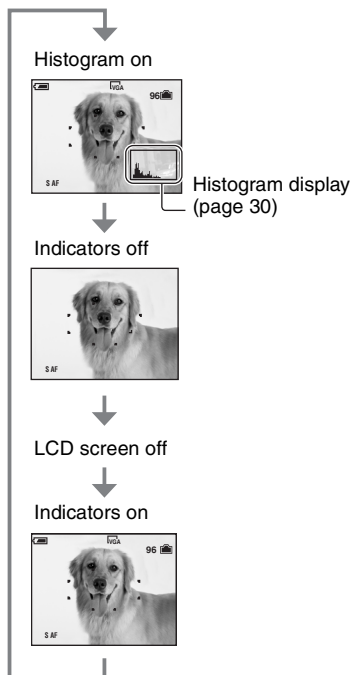 Histogram on
VGA
96
S AF
Histogram display
(page 30)
Indicators off
S AF
LCD screen off
Indicators on
VGA
96
S AF